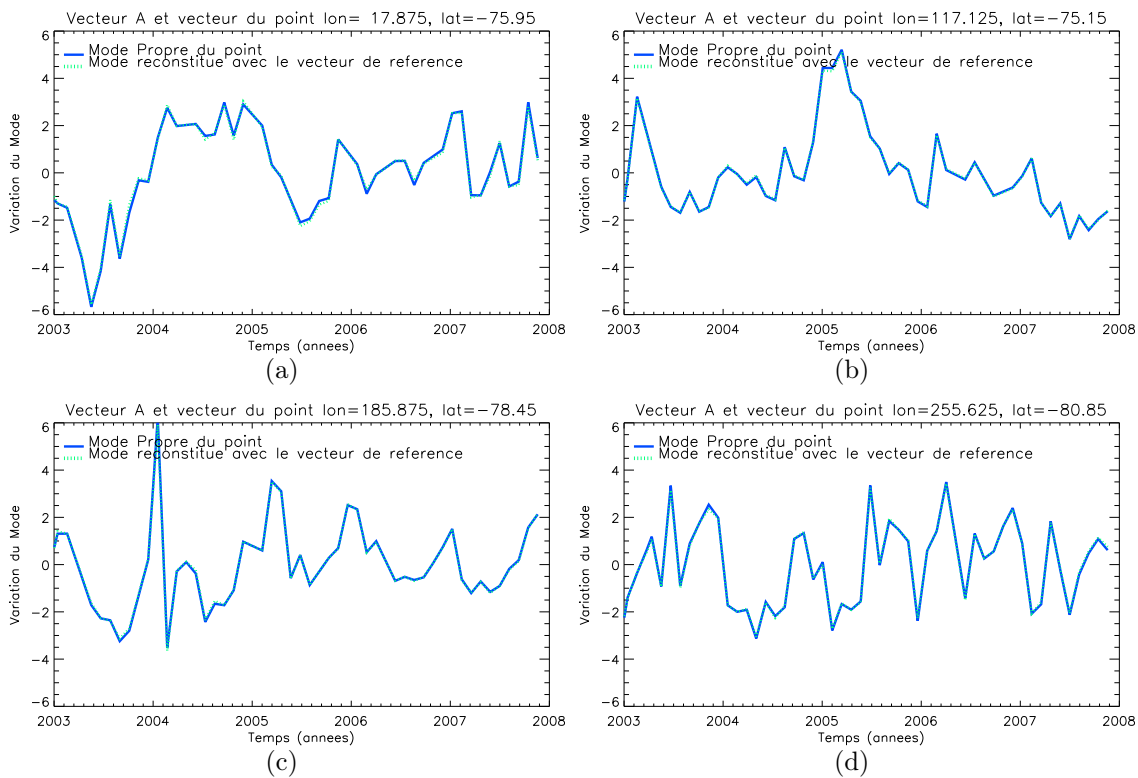 Vecteur A et vecteur du point lon= 17.875, lat=−75.95
Mode Propre du point
Mode reconstitue avec le vecteur de reference
Variation du Mode
6
4
2
0
−2
−4
−6
2003 2004 2005 2006 2007 2008
Temps (annees)
(a)
Vecteur A et vecteur du point lon=117.125, lat=−75.15
Mode Propre du point
Mode reconstitue avec le vecteur de reference
Variation du Mode
6
4
2
0
−2
−4
−6
2003 2004 2005 2006 2007 2008
Temps (annees)
(b)
Vecteur A et vecteur du point lon=185.875, lat=−78.45
Mode Propre du point
Mode reconstitue avec le vecteur de reference
Variation du Mode
6
4
2
0
−2
−4
−6
2003 2004 2005 2006 2007 2008
Temps (annees)
(c)
Vecteur A et vecteur du point lon=255.625, lat=−80.85
Mode Propre du point
Mode reconstitue avec le vecteur de reference
Variation du Mode
6
4
2
0
−2
−4
−6
2003 2004 2005 2006 2007 2008
Temps (annees)
(d)